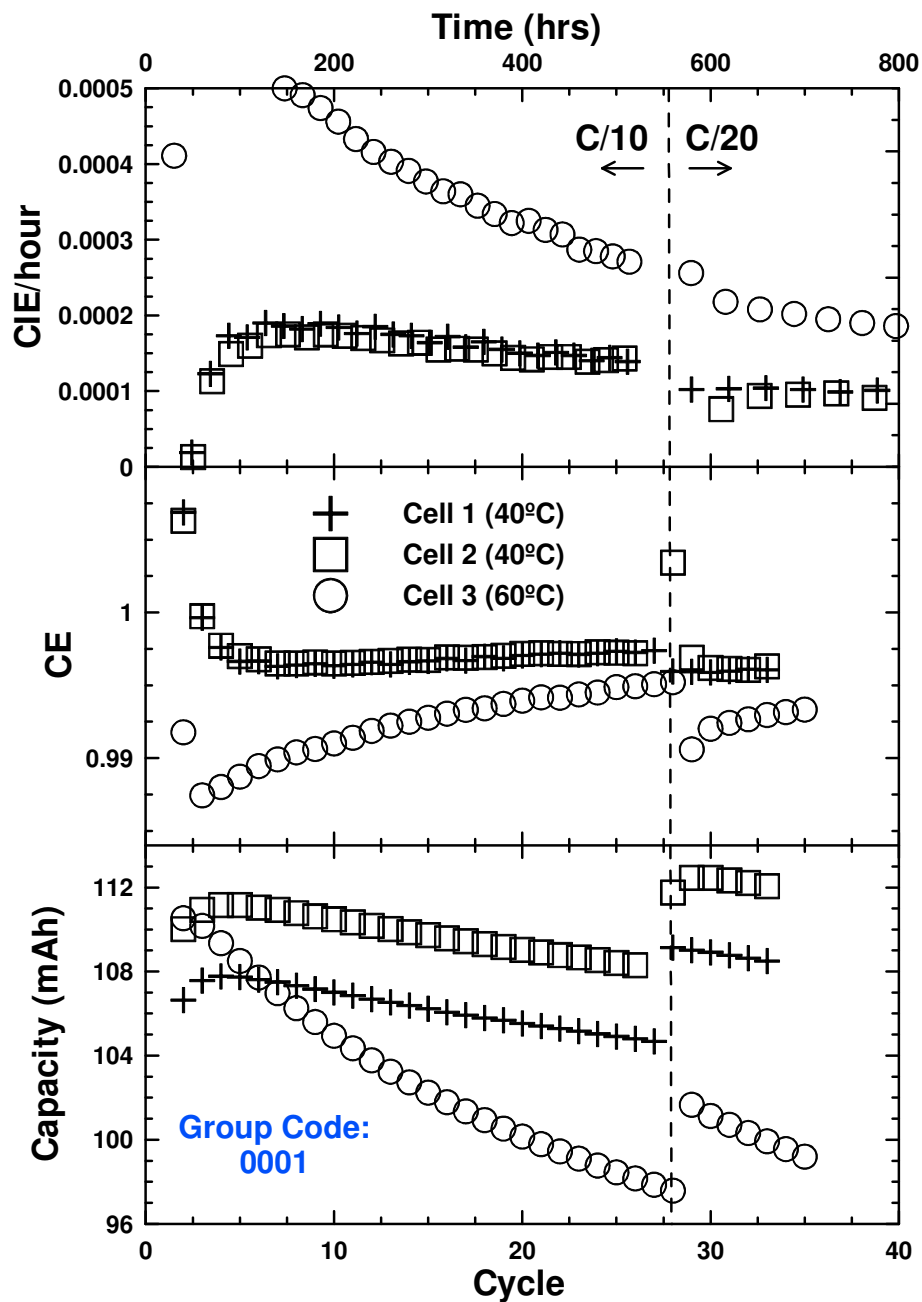 Time (hrs)
0 200 400 600 800
0.0005
0.0004
0.0003
0.0002
0.0001
0
CIE/hour
C/10 C/20
1
0.99
CE
Cell 1 (40ºC)
Cell 2 (40ºC)
Cell 3 (60ºC)
112
108
104
100
96
Capacity (mAh)
Group Code:
0001
0 10 20 30 40
Cycle